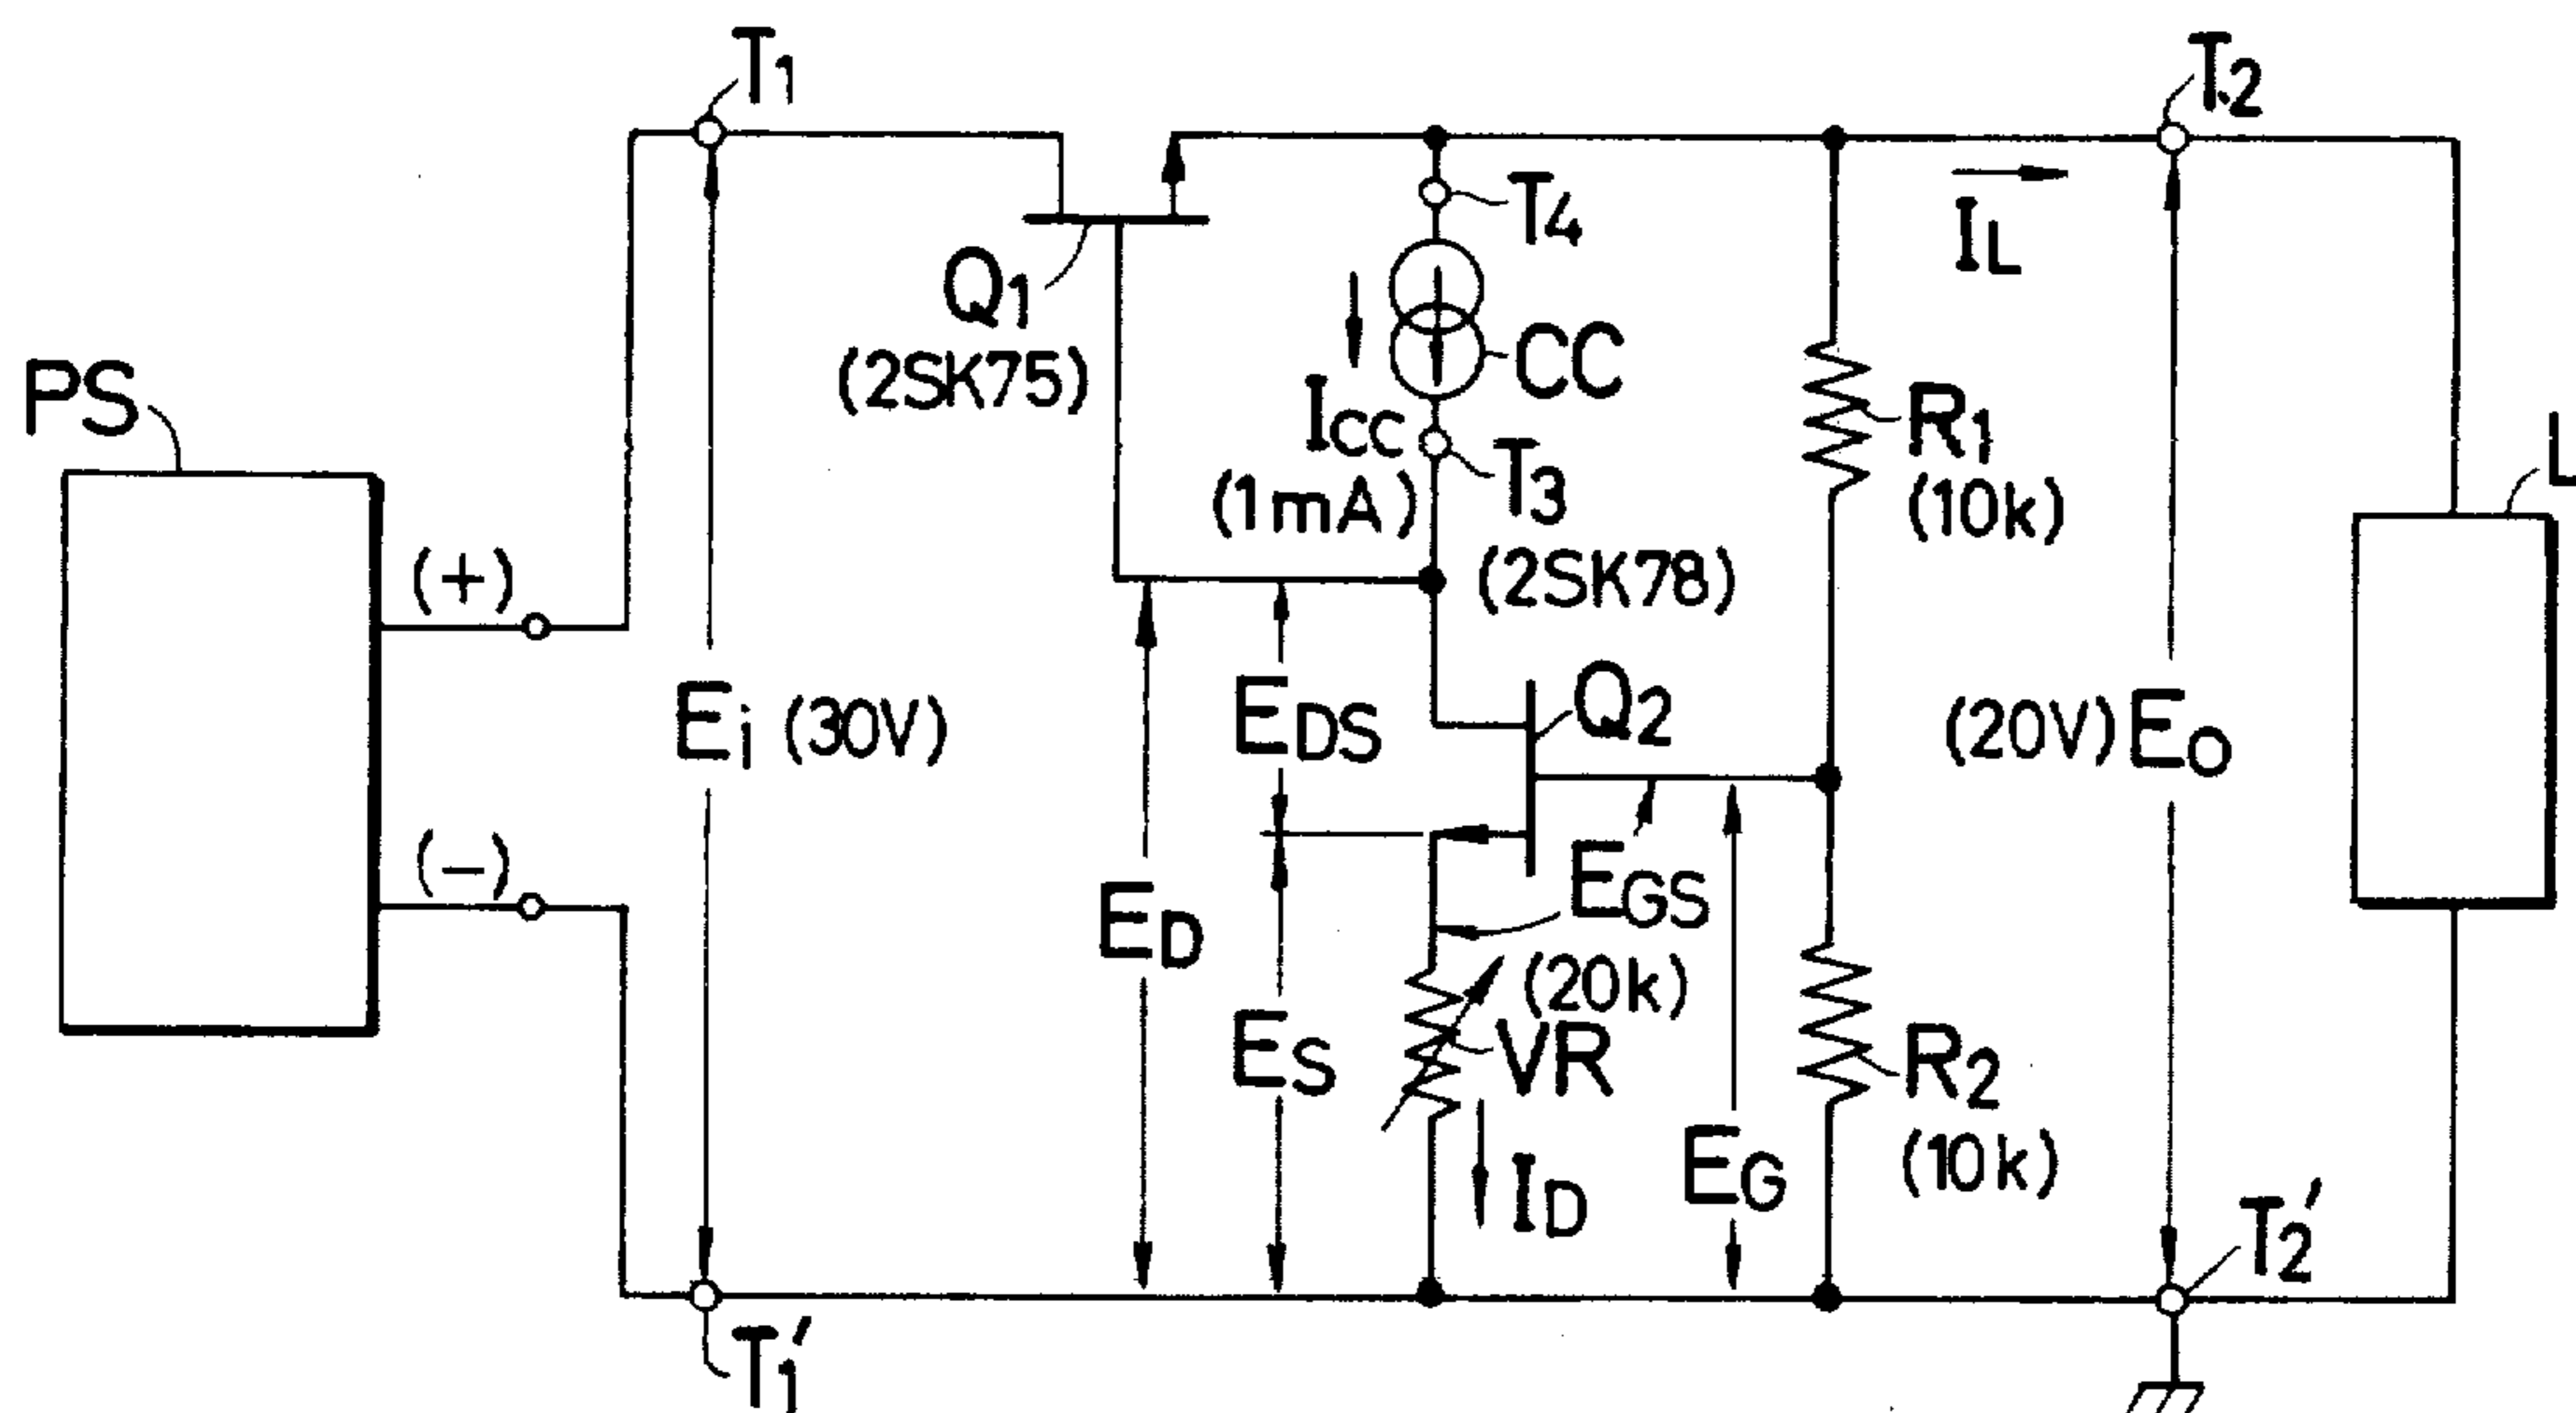 T1
T2
T4
IL
Q1
(2SK75)
CC
Icc
(1mA)
T3
R1
(10k)
PS
L
(+)
(2SK78)
Ei (30V)
EDS
Q2
(20V) EO
(-)
ED
EGS
(20k)
ES
VR
R2
(10k)
ID
EG
T2'
T1'